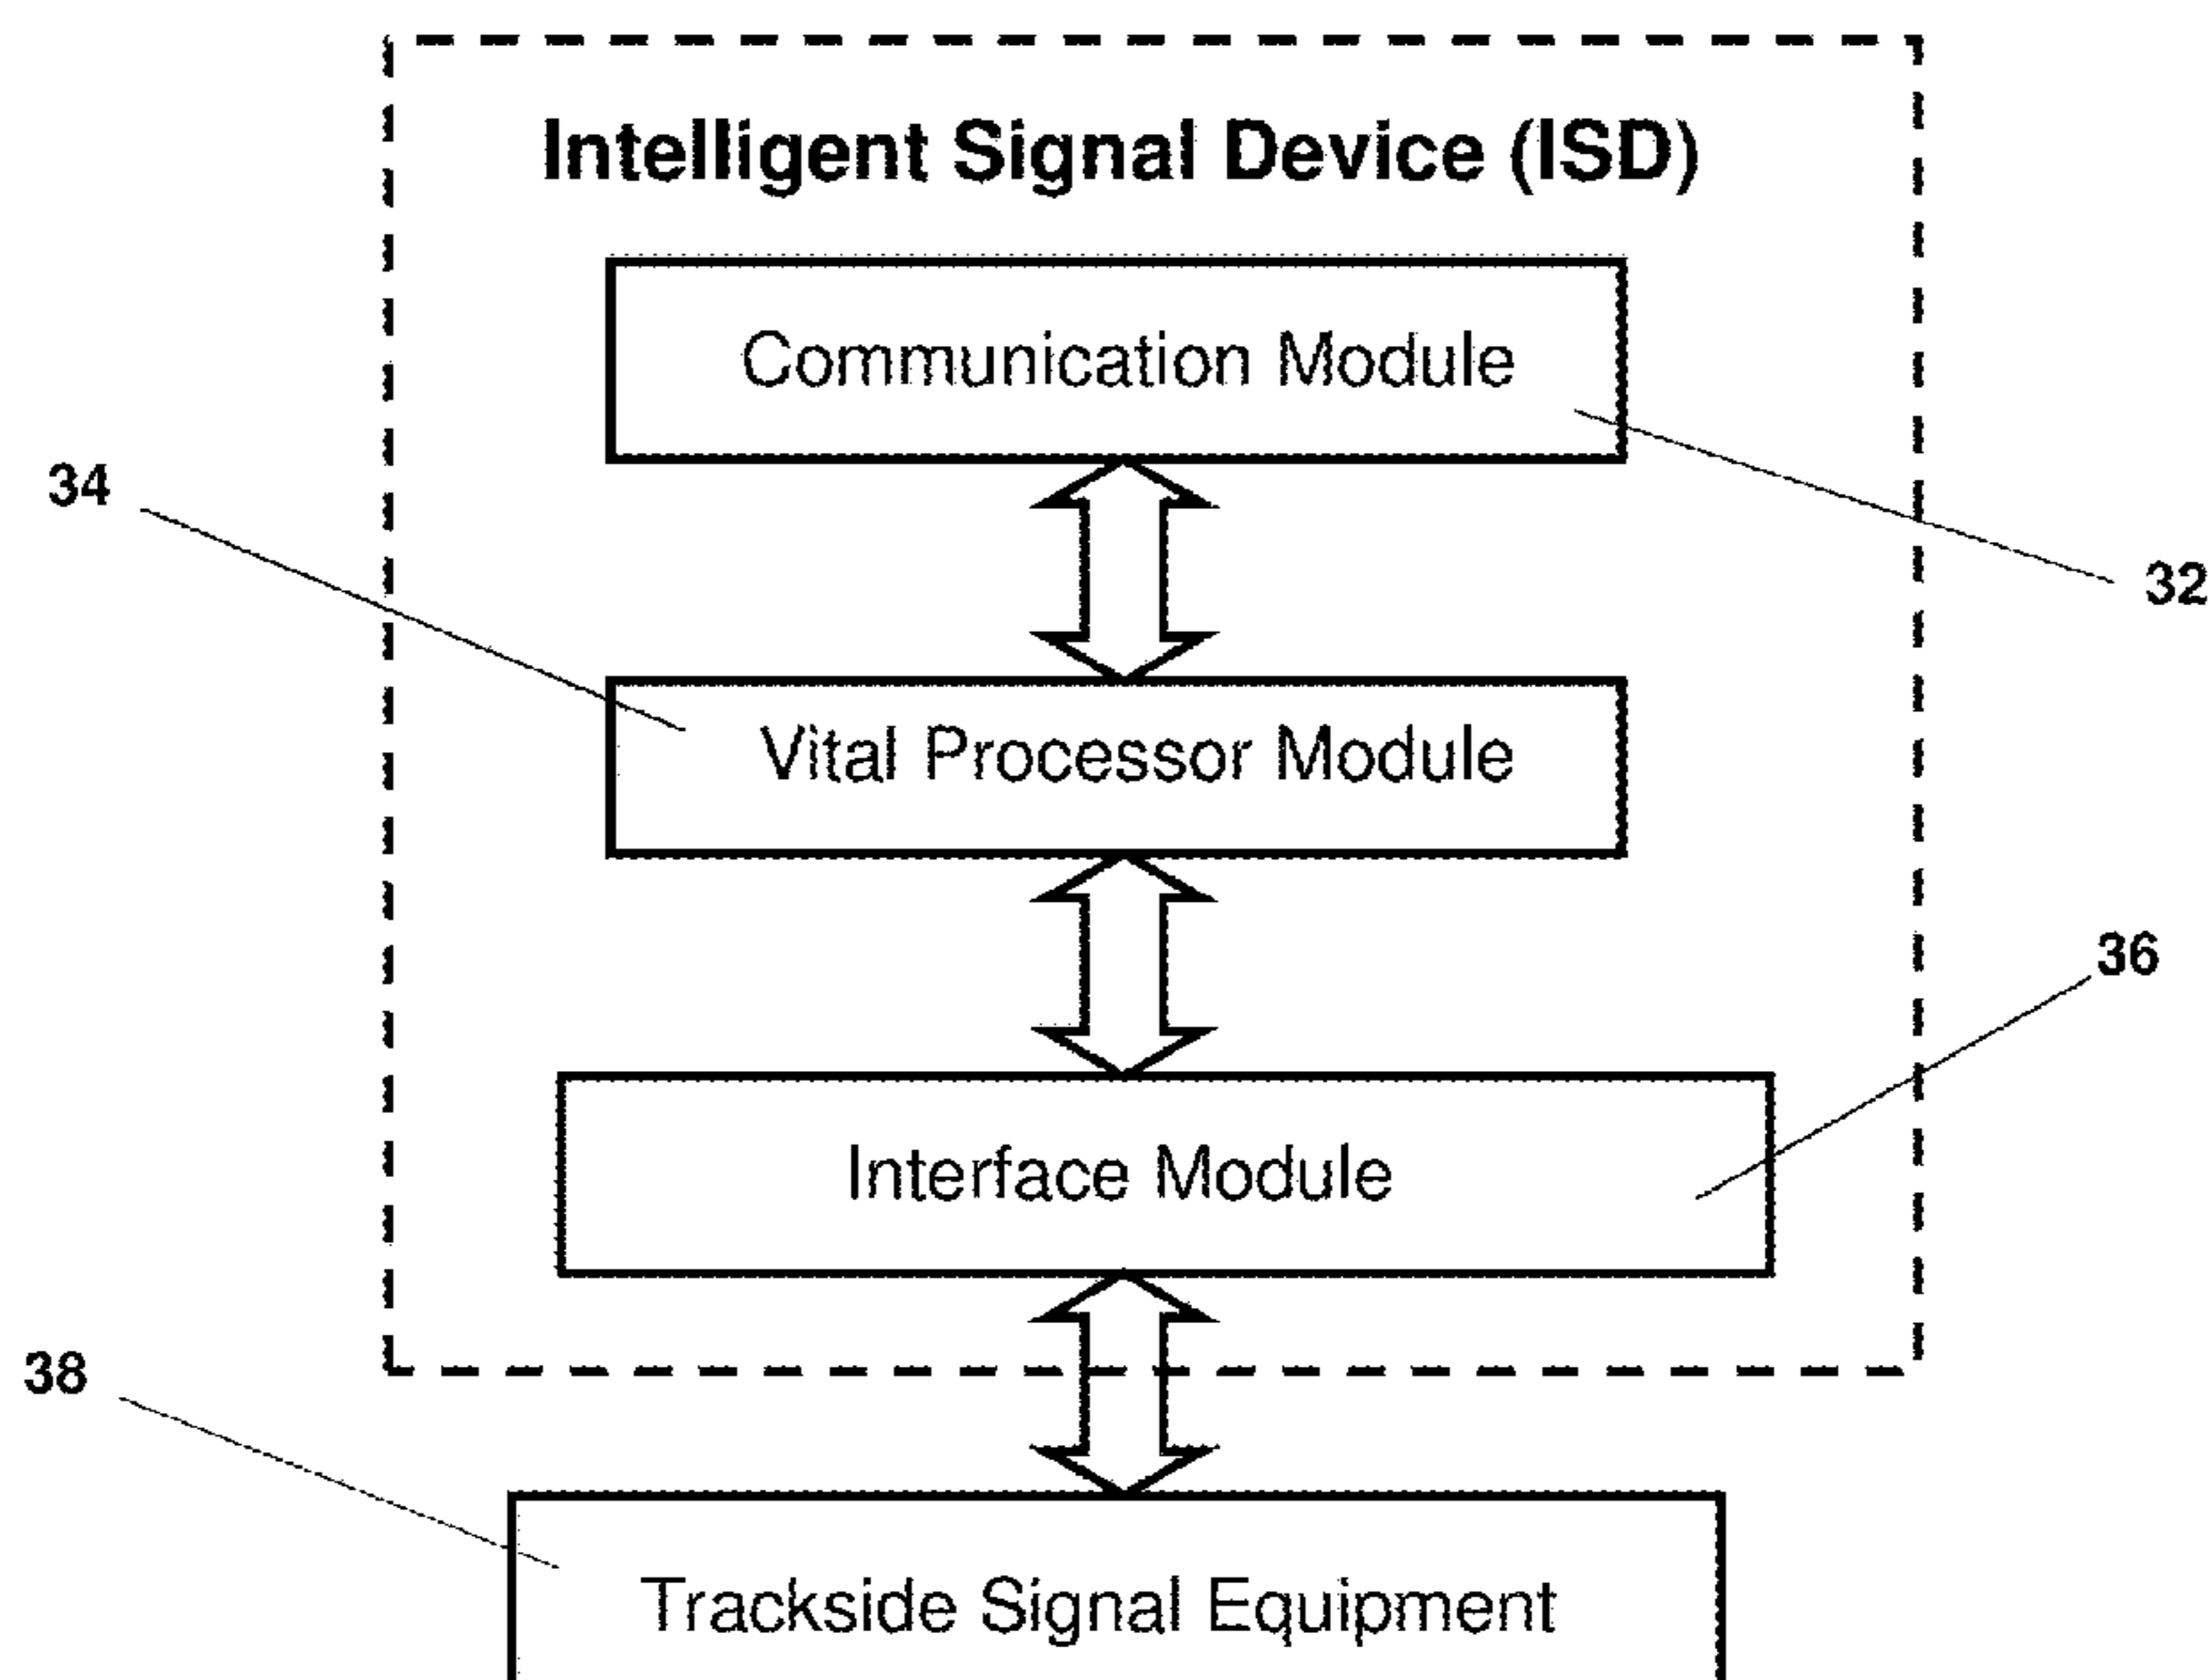 Intelligent Signal Device (ISD)
Communication Module
34
32
Vital Processor Module
36
Interface Module
38
Trackside Signal Equipment